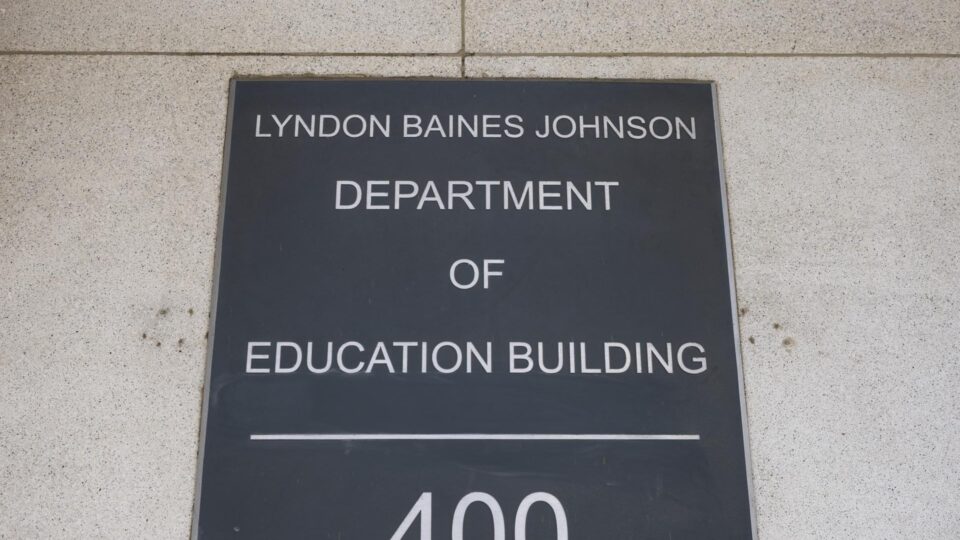 LYNDON BAINES JOHNSON
DEPARTMENT
OF
EDUCATION BUILDING
400